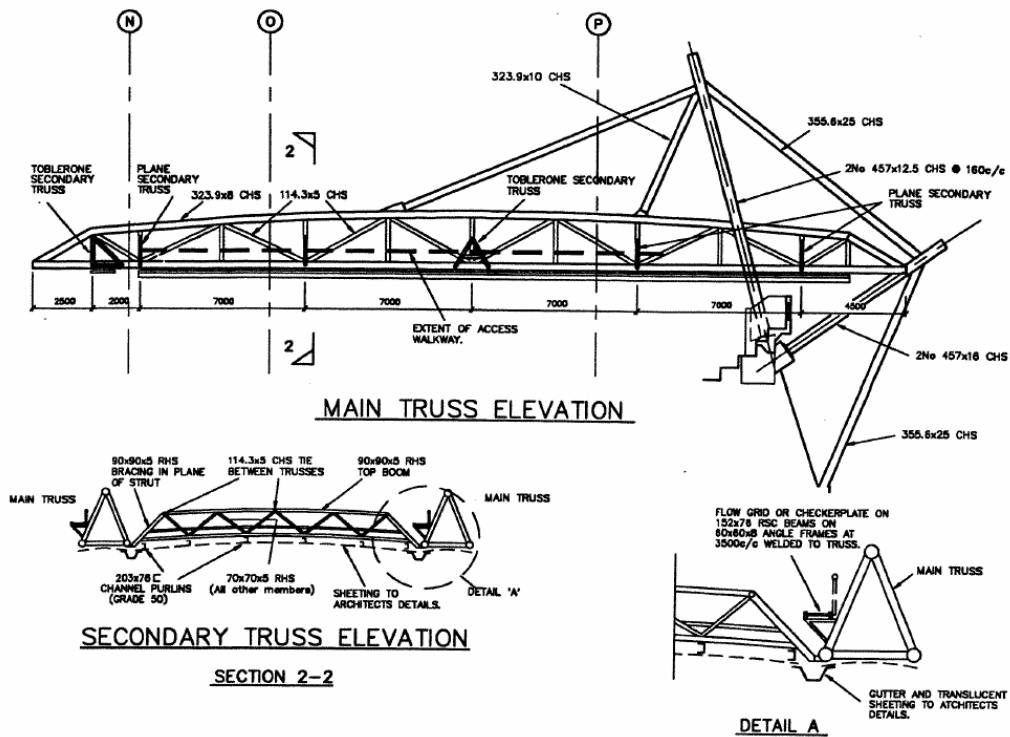 N
O
P
323.9x10 CHS
355.6x25 CHS
2
TOBLERONE
SECONDARY
TRUSS
PLANE
SECONDARY
TRUSS
323.9x8 CHS
114.3x5 CHS
TOBLERONE SECONDARY
TRUSS
2No 457x12.5 CHS @ 160c/c
PLANE SECONDARY
TRUSS
2500
2000
7000
7000
7000
7000
4500
EXTENT OF ACCESS
WALKWAY.
2
2No 457x16 CHS
MAIN TRUSS ELEVATION
355.6x25 CHS
90x90x5 RHS
BRACING IN PLANE
OF STRUT
114.3x5 CHS TIE
BETWEEN TRUSSES
90x90x5 RHS
TOP BOOM
MAIN TRUSS
MAIN TRUSS
203x76 [
CHANNEL PURLINS
(GRADE 50)
70x70x5 RHS
(All other members)
SHEETING TO
ARCHITECTS DETAILS.
DETAIL 'A'
SECONDARY TRUSS ELEVATION
SECTION 2-2
FLOW GRID OR CHECKERPLATE ON
152x76 RSC BEAMS ON
60x60x8 ANGLE FRAMES AT
3500c/c WELDED TO TRUSS.
MAIN TRUSS
GUTTER AND TRANSLUCENT
SHEETING TO ATCHITECTS
DETAILS.
DETAIL A